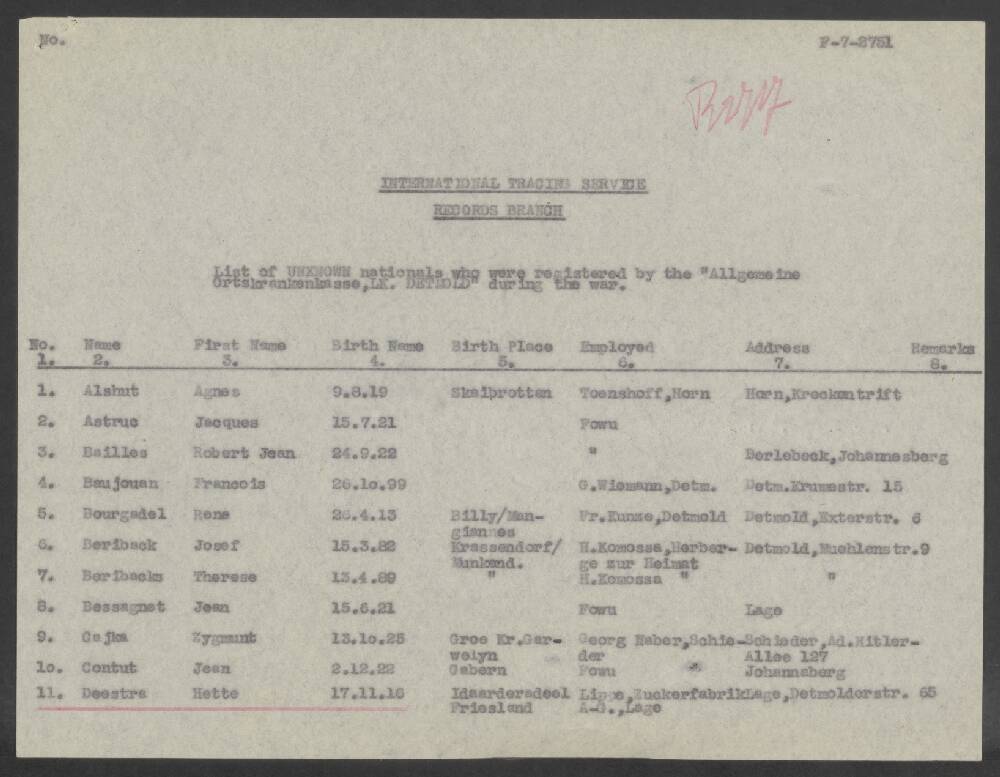 No. F-7-2751
INTERNATIONAL TRACING SERVICE
RECORDS BRANCH
List of UNKNOWN nationals who were registered by the "Allgemeine
Ortskrankenkasse,LK. DETMOLD" during the war.
No. Name First Name Birth Name Birth Place Employed Address Remarks
1. 2. 3. 4. 5. 6. 7. 8.
1. Alshut Agnes 9.8.19 Skaiprotten Toenshoff,Horn Horn,Kreckentrift
2. Astruc Jacques 15.7.21 Fowu
3. Bailles Robert Jean 24.9.22 " Berlebeck,Johannesberg
4. Baujouan Francois 26.10.99 G.Wiemann,Detm. Detm.Krumestr. 15
5. Bourgadel Rene 26.4.13 Billy/Man- Fr.Kunze,Detmold Detmold,Exterstr. 6
giennes
6. Beriback Josef 15.3.82 Krassendorf/ H.Komossa,Herber- Detmold,Muehlenstr.9
Munkend. ge zur Heimat
7. Beribacks Therese 13.4.89 " H.Komossa " "
8. Bessagnet Jean 15.6.21 Fowu Lage
9. Cejka Zygmunt 13.10.25 Groe Kr.Gar- Georg Naber,Schie- Schieder,Ad.Hitler-
welyn der Allee 127
10. Contut Jean 2.12.22 Gabern Fowu " Johannaberg
11. Deestra Hette 17.11.16 Idaarderadeel Lippe,Zuckerfabrik Lage,Detmolderstr. 65
Friesland A-G.,Lage